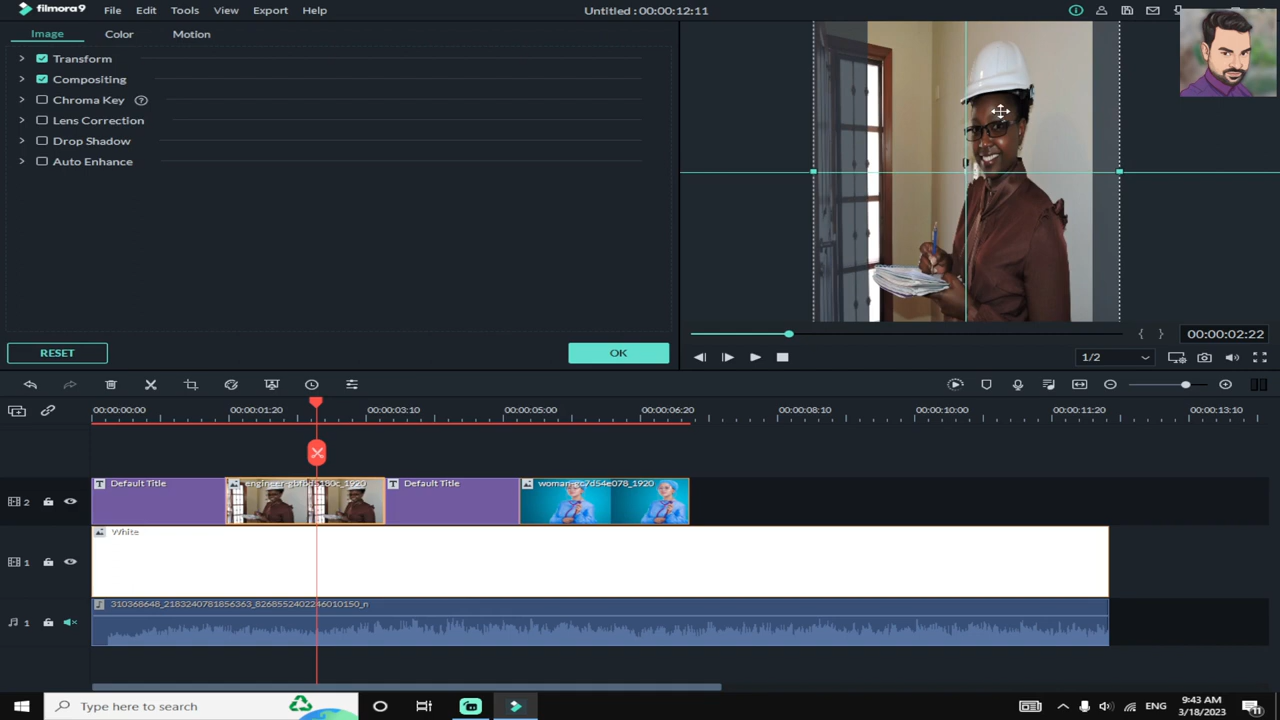 filmora9 File Edit Tools View Export Help Untitled : 00:00:12:11
Image Color Motion
Transform
Compositing
Chroma Key ?
Lens Correction
Drop Shadow
Auto Enhance
RESET OK
00:00:02:22
1/2
00:00:00:00 00:00:01:20 00:00:03:10 00:00:05:00 00:00:06:20 00:00:08:10 00:00:10:00 00:00:11:20 00:00:13:10
2 T Default Title T Default Title woman-gc7d54e078_1920
1 White
1 310368648_2183240781856363_8268552402246010150_n
Type here to search
ENG
9:43 AM
3/18/2023
11